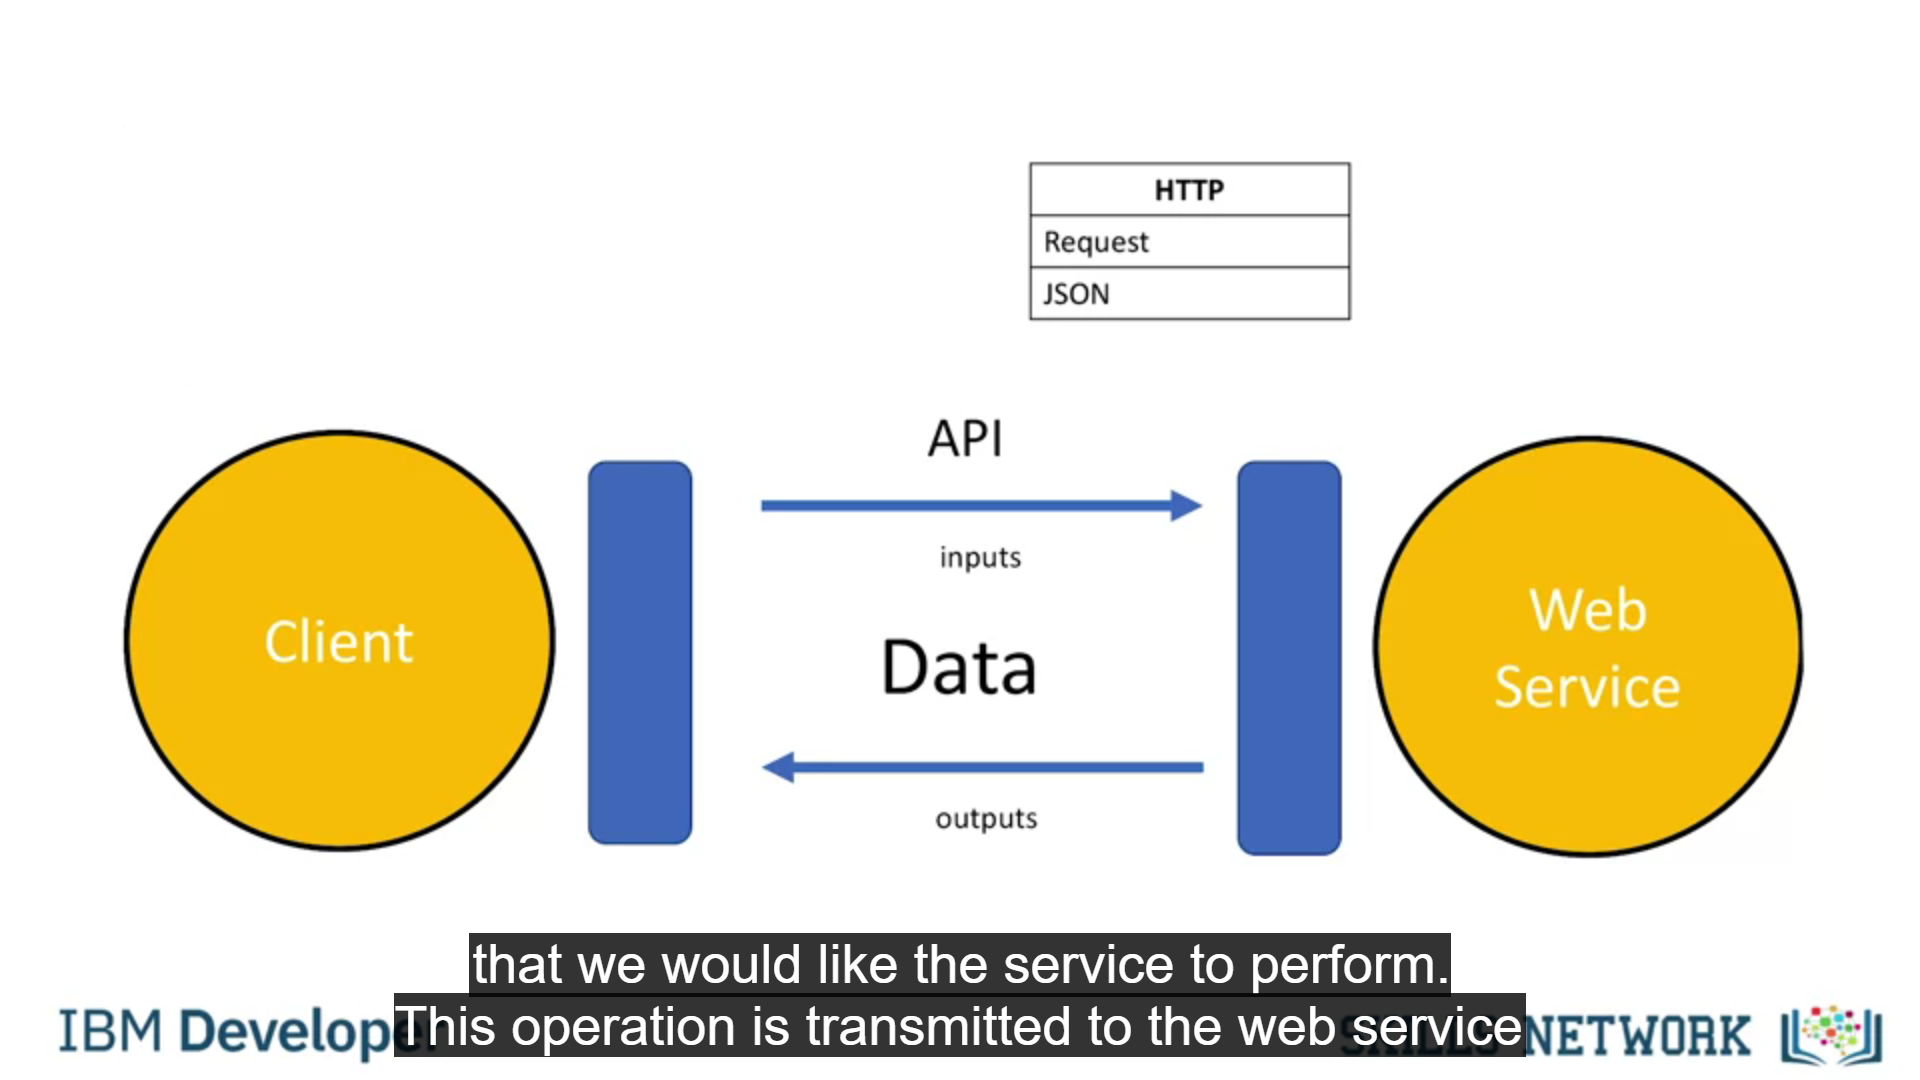 HTTP
Request
JSON
API
inputs
Client
Data
Web
Service
outputs
that we would like the service to perform.
This operation is transmitted to the web service
IBM Developer
NETWORK